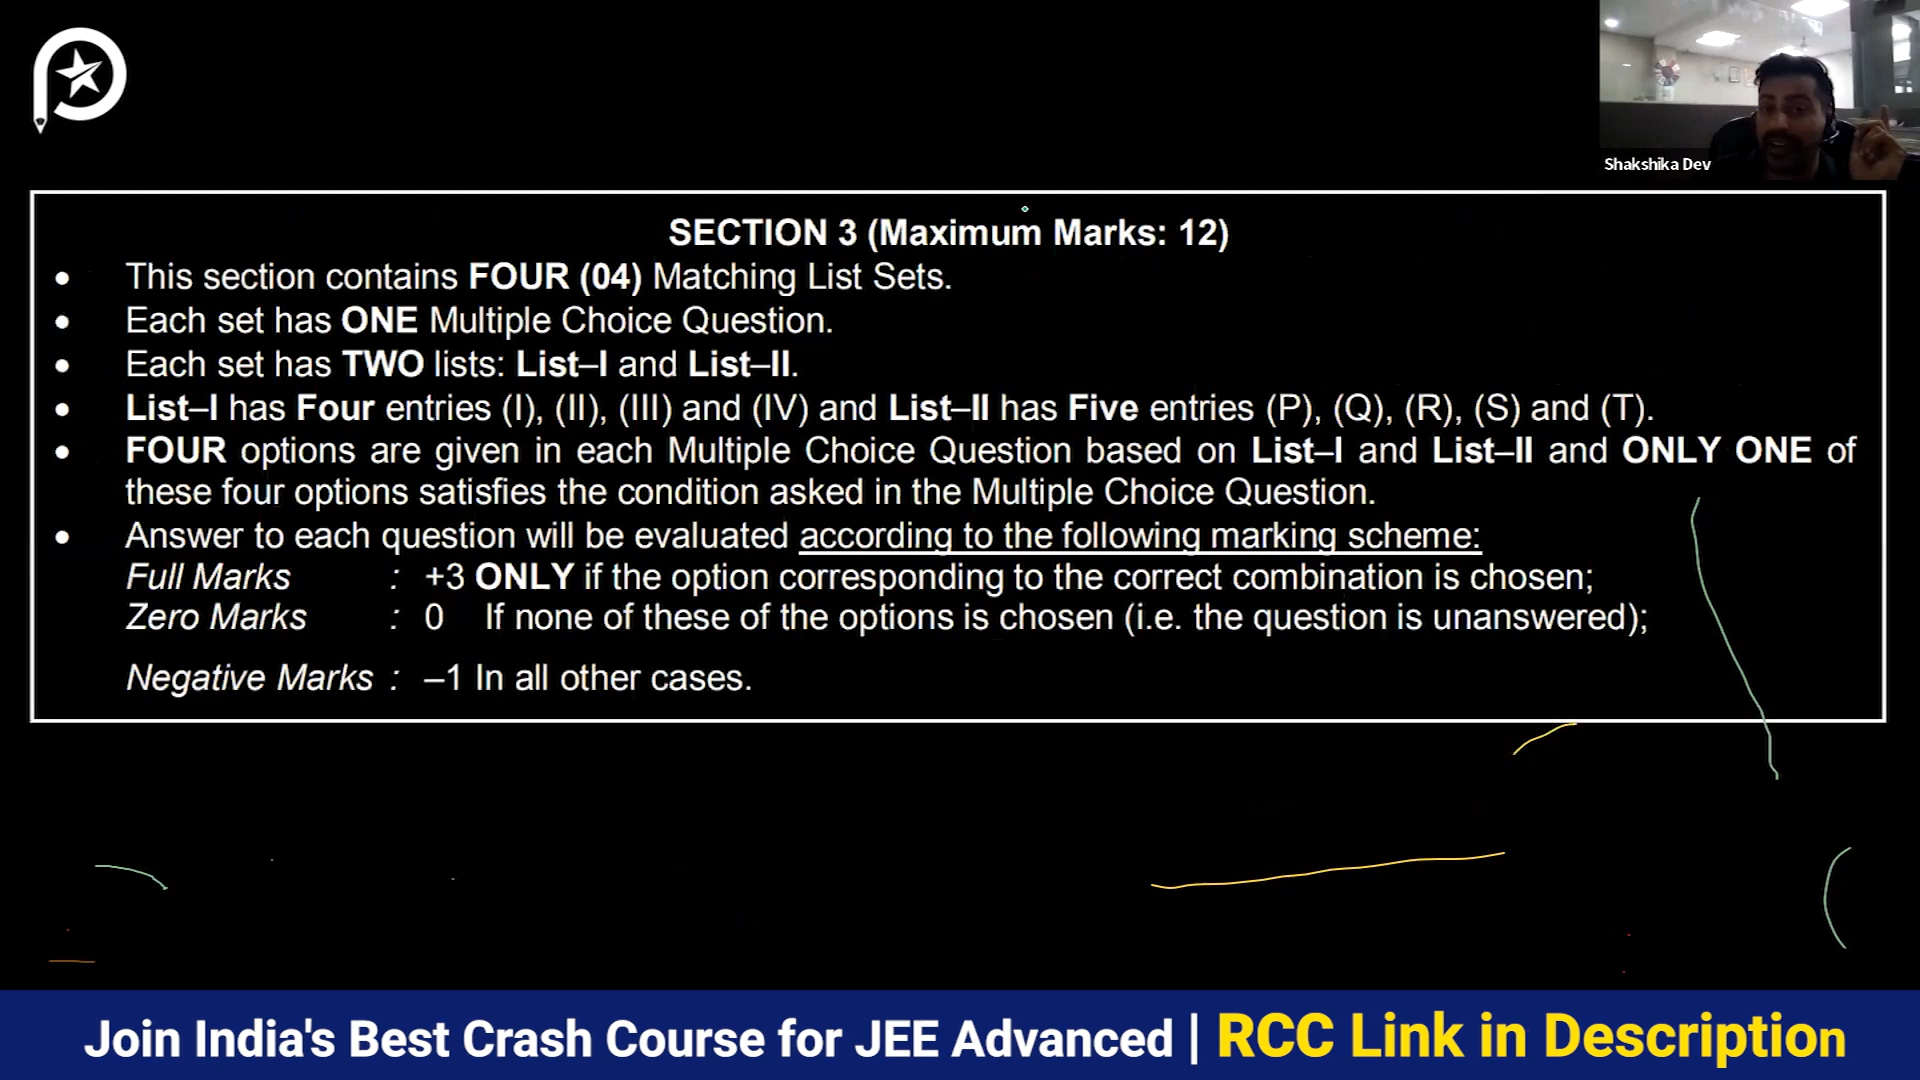 Shakshika Dev
SECTION 3 (Maximum Marks: 12)
• This section contains FOUR (04) Matching List Sets.
• Each set has ONE Multiple Choice Question.
• Each set has TWO lists: List–I and List–II.
• List–I has Four entries (I), (II), (III) and (IV) and List–II has Five entries (P), (Q), (R), (S) and (T).
• FOUR options are given in each Multiple Choice Question based on List–I and List–II and ONLY ONE of
these four options satisfies the condition asked in the Multiple Choice Question.
• Answer to each question will be evaluated according to the following marking scheme:
Full Marks : +3 ONLY if the option corresponding to the correct combination is chosen;
Zero Marks : 0 If none of these of the options is chosen (i.e. the question is unanswered);
Negative Marks : –1 In all other cases.
Join India's Best Crash Course for JEE Advanced | RCC Link in Description